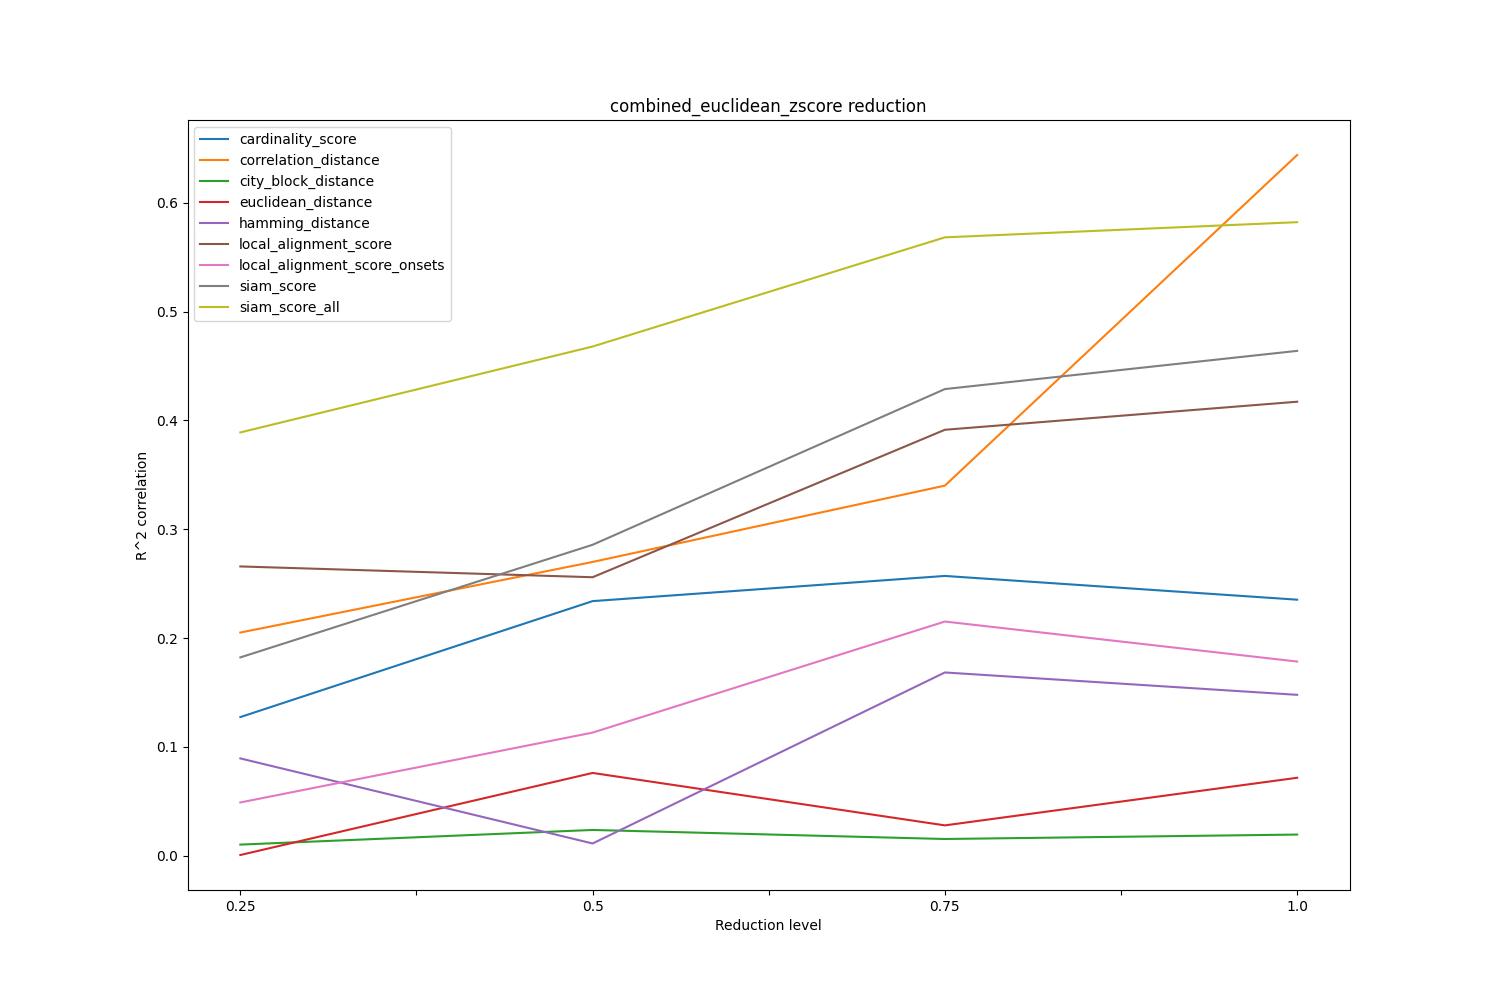 combined_euclidean_zscore reduction
cardinality_score
correlation_distance
city_block_distance
euclidean_distance
hamming_distance
local_alignment_score
local_alignment_score_onsets
siam_score
siam_score_all
R^2 correlation
0.6
0.5
0.4
0.3
0.2
0.1
0.0
0.25 0.5 0.75 1.0
Reduction level